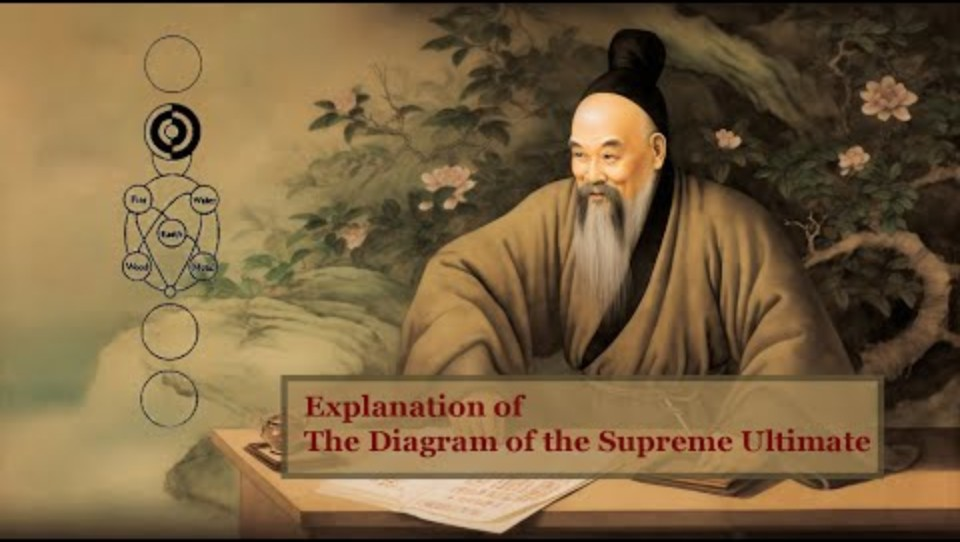 Fire
Water
Earth
Wood
Metal
Explanation of
The Diagram of the Supreme Ultimate